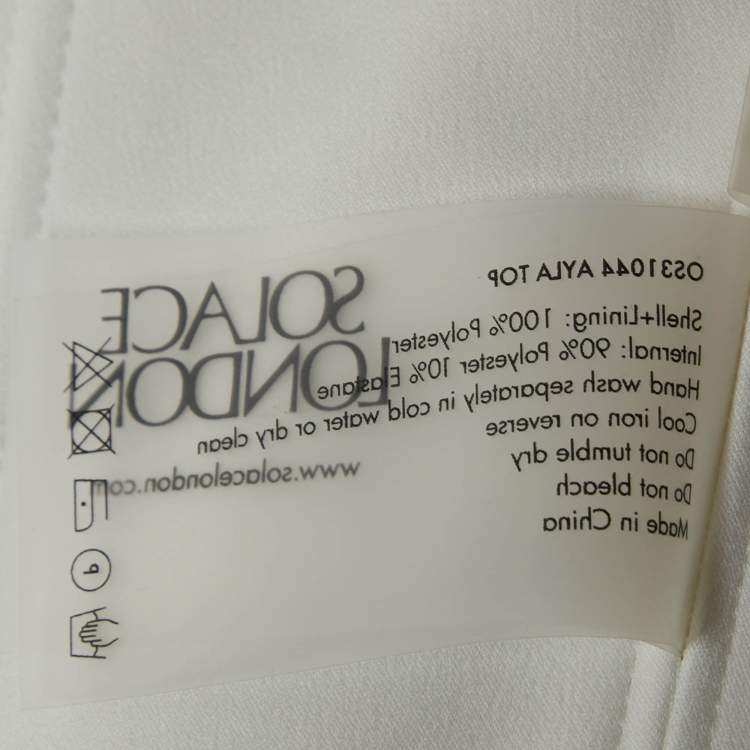 OS31044 AYLA TOP
Shell+Lining: 100% Polyester
Internal: 90% Polyester 10% Elastane
Hand wash separately in cold water or dry clean
Cool iron on reverse
Do not tumble dry
Do not bleach
Made in China
SOLACE
LONDON
www.solacelondon.com
P